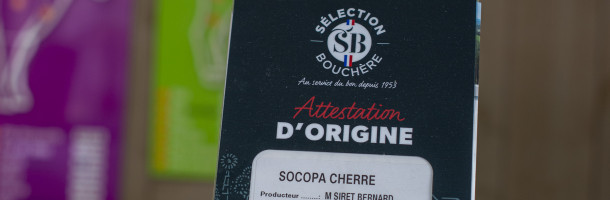 SÉLECTION
SB
BOUCHÈRE
Au service du bon depuis 1953
Attestation
D'ORIGINE
SOCOPA CHERRE
Producteur ........: M SIRET BERNARD